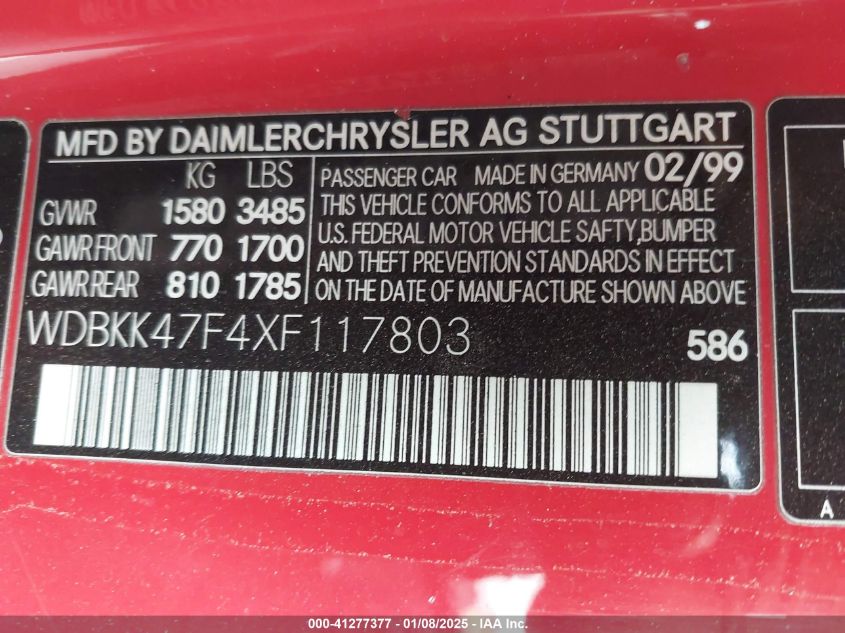 MFD BY DAIMLERCHRYSLER AG STUTTGART
KG LBS
GVWR 1580 3485
GAWR FRONT 770 1700
GAWR REAR 810 1785
PASSENGER CAR MADE IN GERMANY 02/99
THIS VEHICLE CONFORMS TO ALL APPLICABLE
U.S. FEDERAL MOTOR VEHICLE SAFTY,BUMPER
AND THEFT PREVENTION STANDARDS IN EFFECT
ON THE DATE OF MANUFACTURE SHOWN ABOVE
WDBKK47F4XF117803
586
A
000-41277377 - 01/08/2025 - IAA Inc.